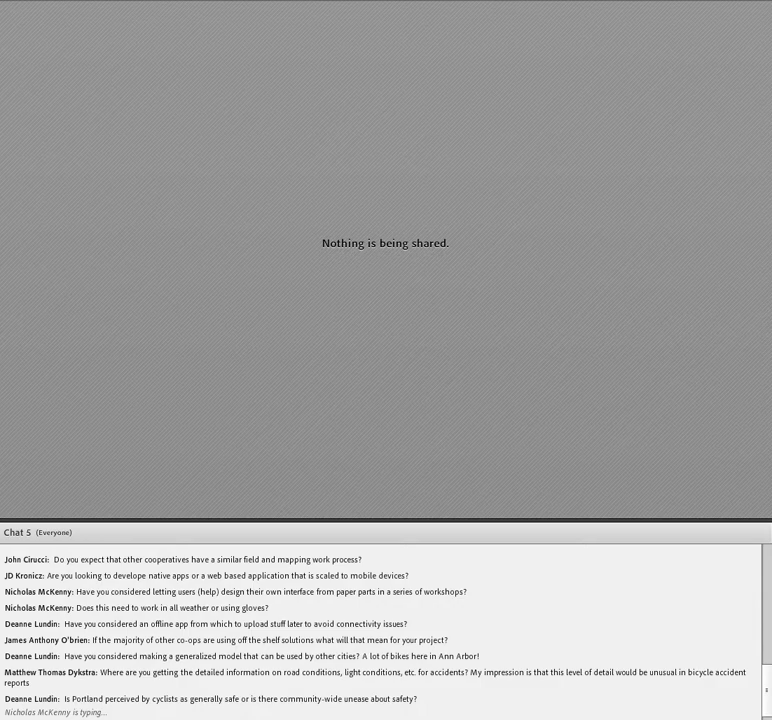 Nothing is being shared.
Chat 5 (Everyone)
John Cirucci: Do you expect that other cooperatives have a similar field and mapping work process?
JD Kronicz: Are you looking to develope native apps or a web based application that is scaled to mobile devices?
Nicholas McKenny: Have you considered letting users (help) design their own interface from paper parts in a series of workshops?
Nicholas McKenny: Does this need to work in all weather or using gloves?
Deanne Lundin: Have you considered an offline app from which to upload stuff later to avoid connectivity issues?
James Anthony O'brien: If the majority of other co-ops are using off the shelf solutions what will that mean for your project?
Deanne Lundin: Have you considered making a generalized model that can be used by other cities? A lot of bikes here in Ann Arbor!
Matthew Thomas Dykstra: Where are you getting the detailed information on road conditions, light conditions, etc. for accidents? My impression is that this level of detail would be unusual in bicycle accident
reports
Deanne Lundin: Is Portland perceived by cyclists as generally safe or is there community-wide unease about safety?
Nicholas McKenny is typing...